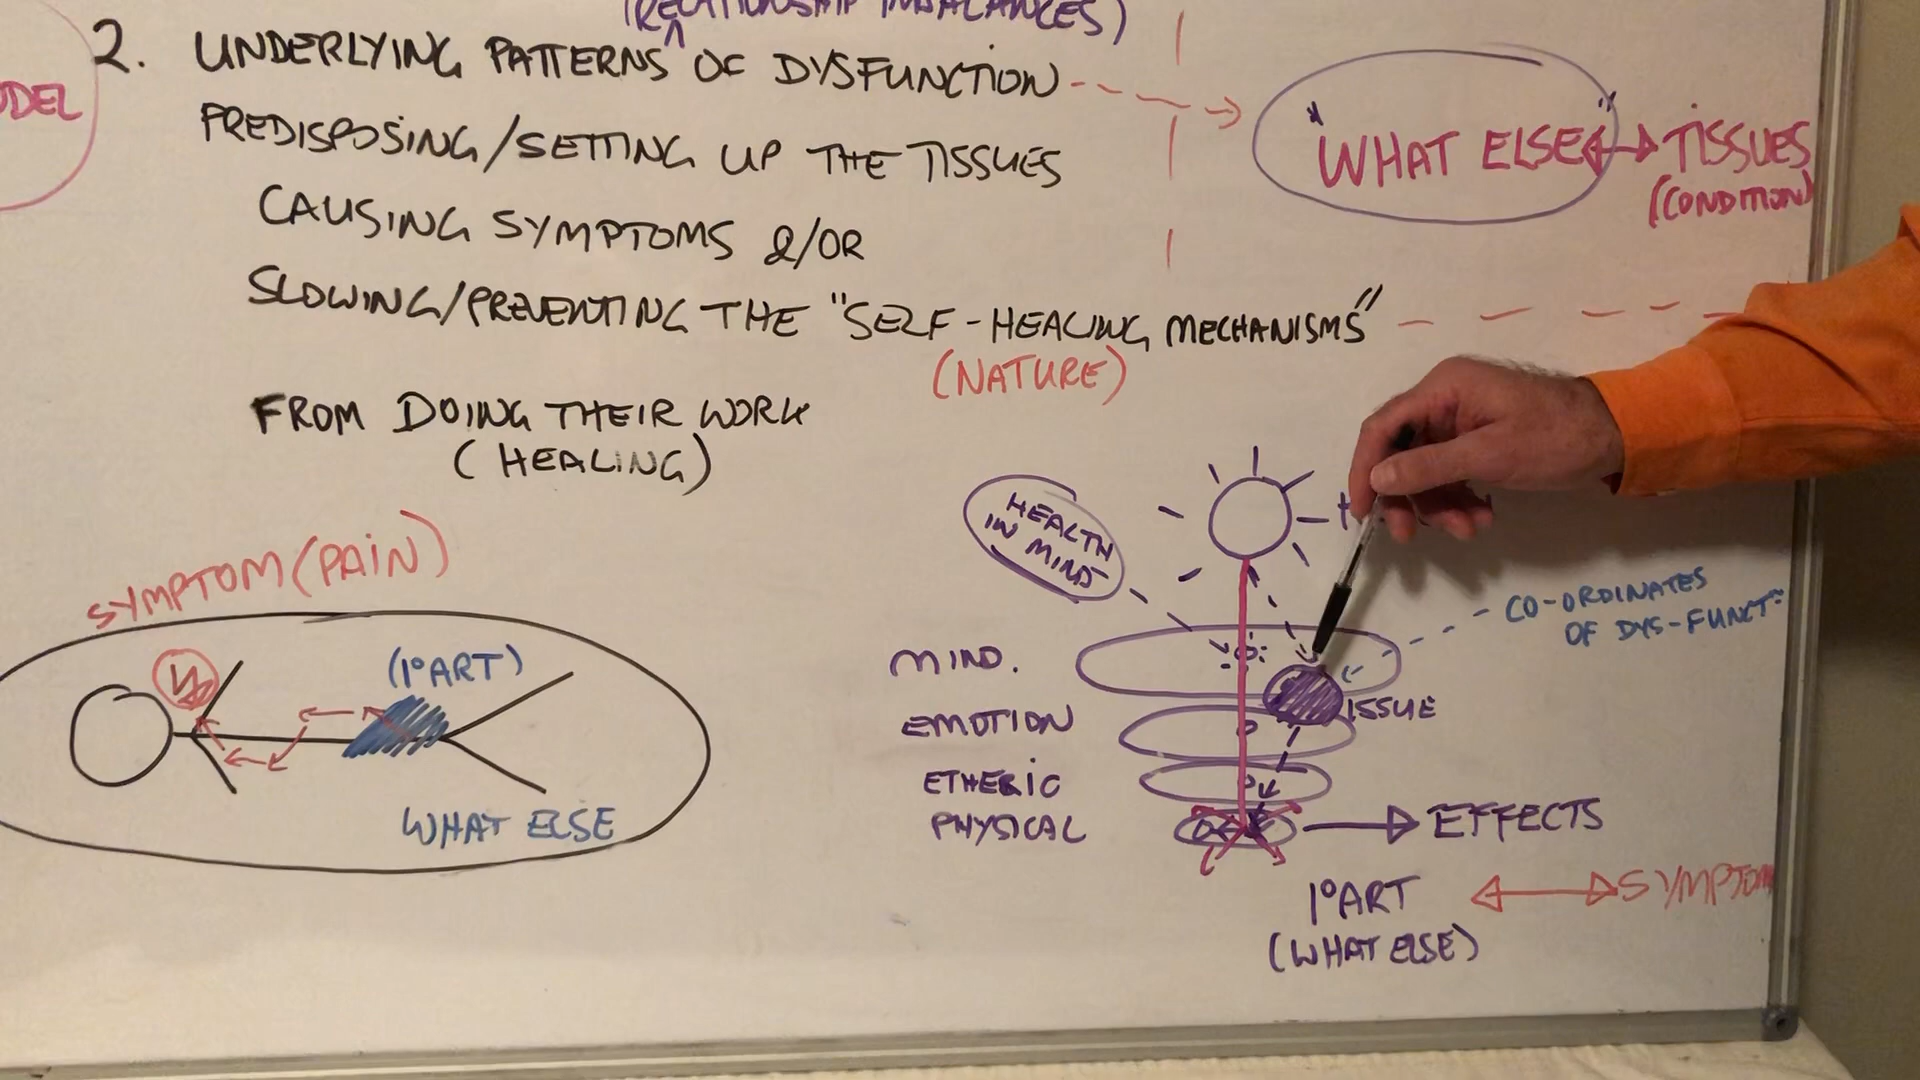 (RELATIONSHIP IMBALANCES)
2. UNDERLYING PATTERNS OF DYSFUNCTION
PREDISPOSING/SETTING UP THE TISSUES
CAUSING SYMPTOMS &/OR
SLOWING/PREVENTING THE "SELF-HEALING MECHANISMS"
(NATURE)
FROM DOING THEIR WORK
(HEALING)
"WHAT ELSE"
TISSUES
(CONDITION)
SYMPTOM (PAIN)
(1° ART)
WHAT ELSE
HEALTH
IN MIND
CO-ORDINATES
OF DYS-FUNCT
MIND.
EMOTION
ISSUE
ETHERIC
PHYSICAL
EFFECTS
1° ART
SYMPTOM
(WHAT ELSE)